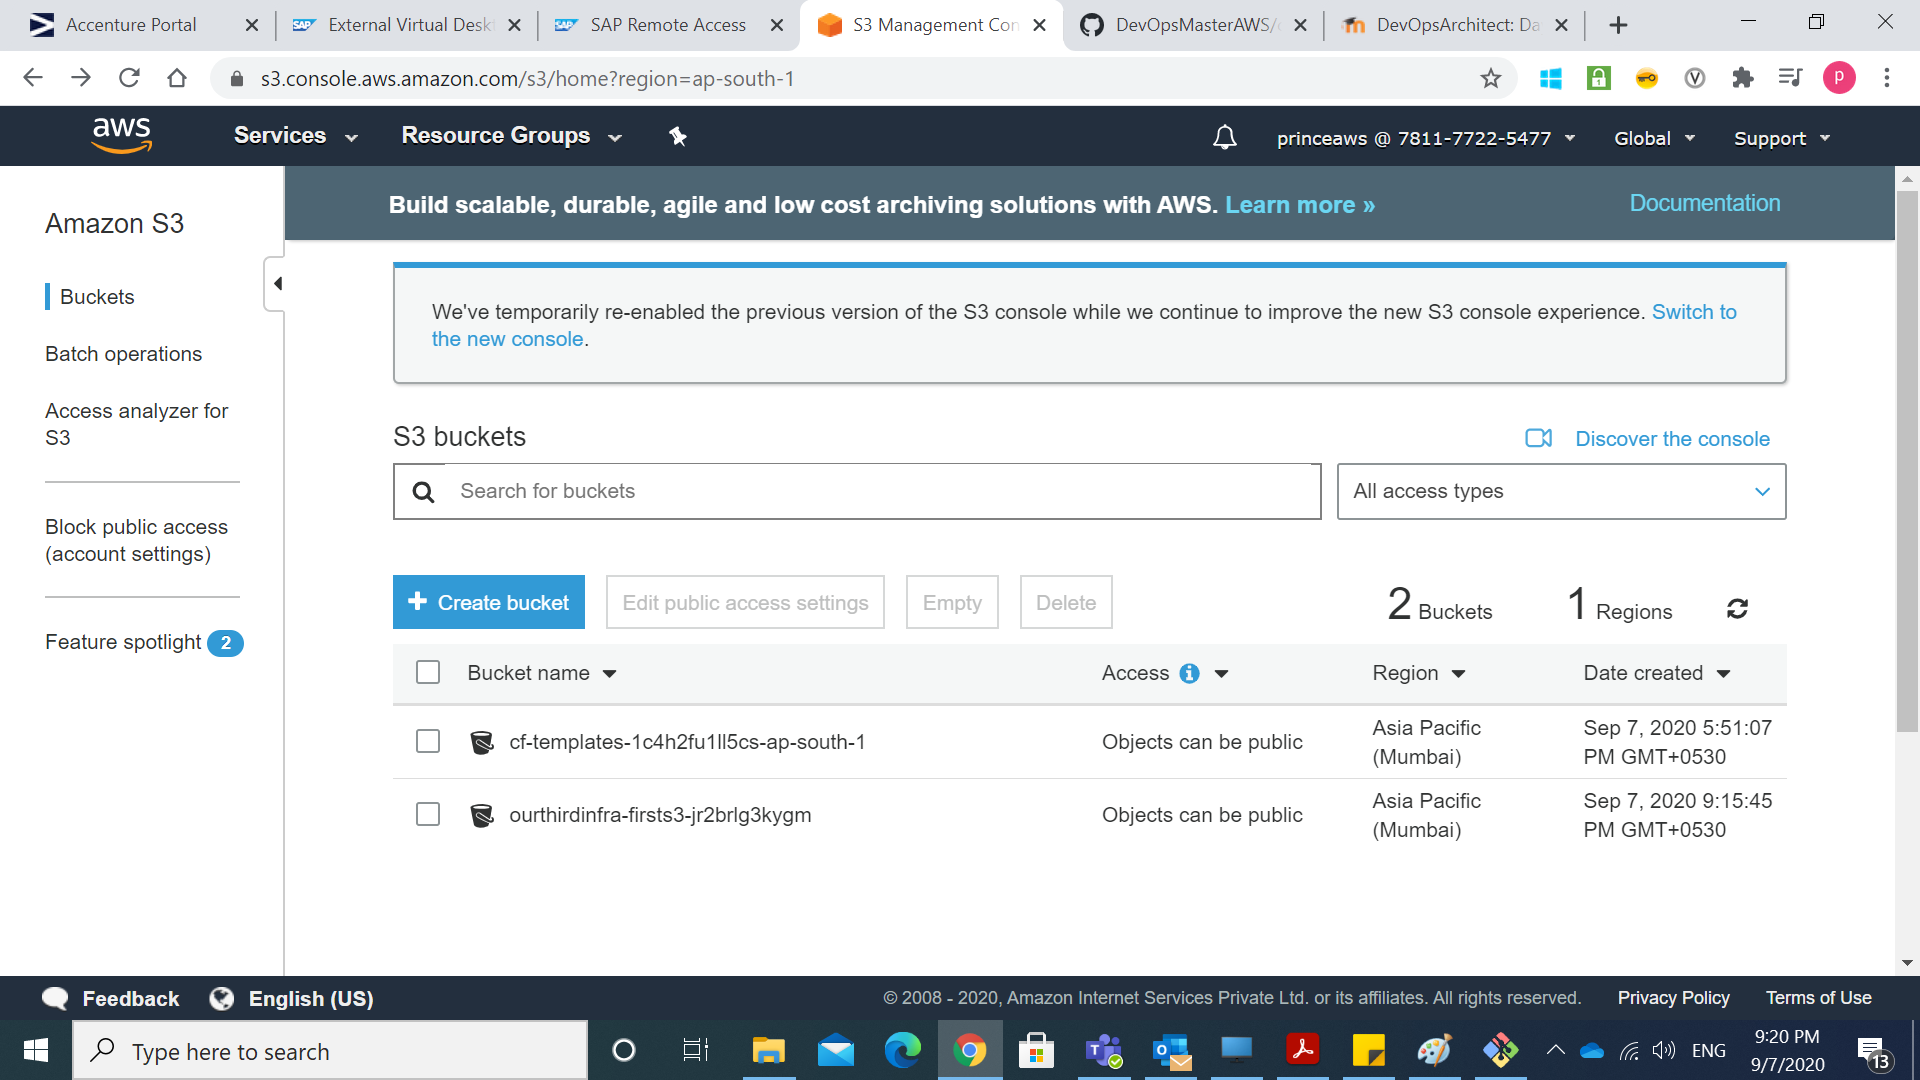 Accenture Portal
External Virtual Desk
SAP Remote Access
S3 Management Con
DevOpsMasterAWS/
DevOpsArchitect: Da
s3.console.aws.amazon.com/s3/home?region=ap-south-1
p
aws
Services
Resource Groups
princeaws @ 7811-7722-5477
Global
Support
Amazon S3
Buckets
Batch operations
Access analyzer for
S3
Block public access
(account settings)
Feature spotlight 2
Build scalable, durable, agile and low cost archiving solutions with AWS. Learn more »
Documentation
We've temporarily re-enabled the previous version of the S3 console while we continue to improve the new S3 console experience. Switch to
the new console.
S3 buckets
Discover the console
Search for buckets
All access types
+ Create bucket
Edit public access settings
Empty
Delete
2 Buckets
1 Regions
Bucket name
Access
Region
Date created
cf-templates-1c4h2fu1ll5cs-ap-south-1
Objects can be public
Asia Pacific
(Mumbai)
Sep 7, 2020 5:51:07
PM GMT+0530
ourthirdinfra-firsts3-jr2brlg3kygm
Objects can be public
Asia Pacific
(Mumbai)
Sep 7, 2020 9:15:45
PM GMT+0530
Feedback
English (US)
© 2008 - 2020, Amazon Internet Services Private Ltd. or its affiliates. All rights reserved.
Privacy Policy
Terms of Use
Type here to search
ENG
9:20 PM
9/7/2020
13